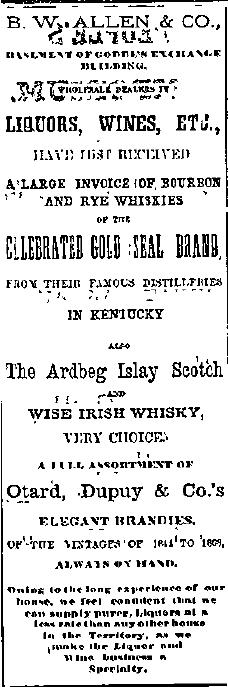 B. W. ALLEN & CO.,
BASEMENT OF GODBE'S EXCHANGE
BUILDING,
WHOLESALE DEALERS IN
LIQUORS, WINES, ETC.,
HAVE JUST RECEIVED
A LARGE INVOICE OF BOURBON
AND RYE WHISKIES
OF THE
CELEBRATED GOLD SEAL BRAND,
FROM THEIR FAMOUS DISTILLERIES
IN KENTUCKY
ALSO
The Ardbeg Islay Scotch
AND
WISE IRISH WHISKY,
VERY CHOICE
A FULL ASSORTMENT OF
Otard, Dupuy & Co.'s
ELEGANT BRANDIES,
OF THE VINTAGES OF TO
ALWAYS ON HAND.
Owing to the long experience of our
house, we feel confident that we
can supply purer Liquors at a
less rate than any other house
in the Territory, as we
make the Liquor and
Wine business a
Specialty.